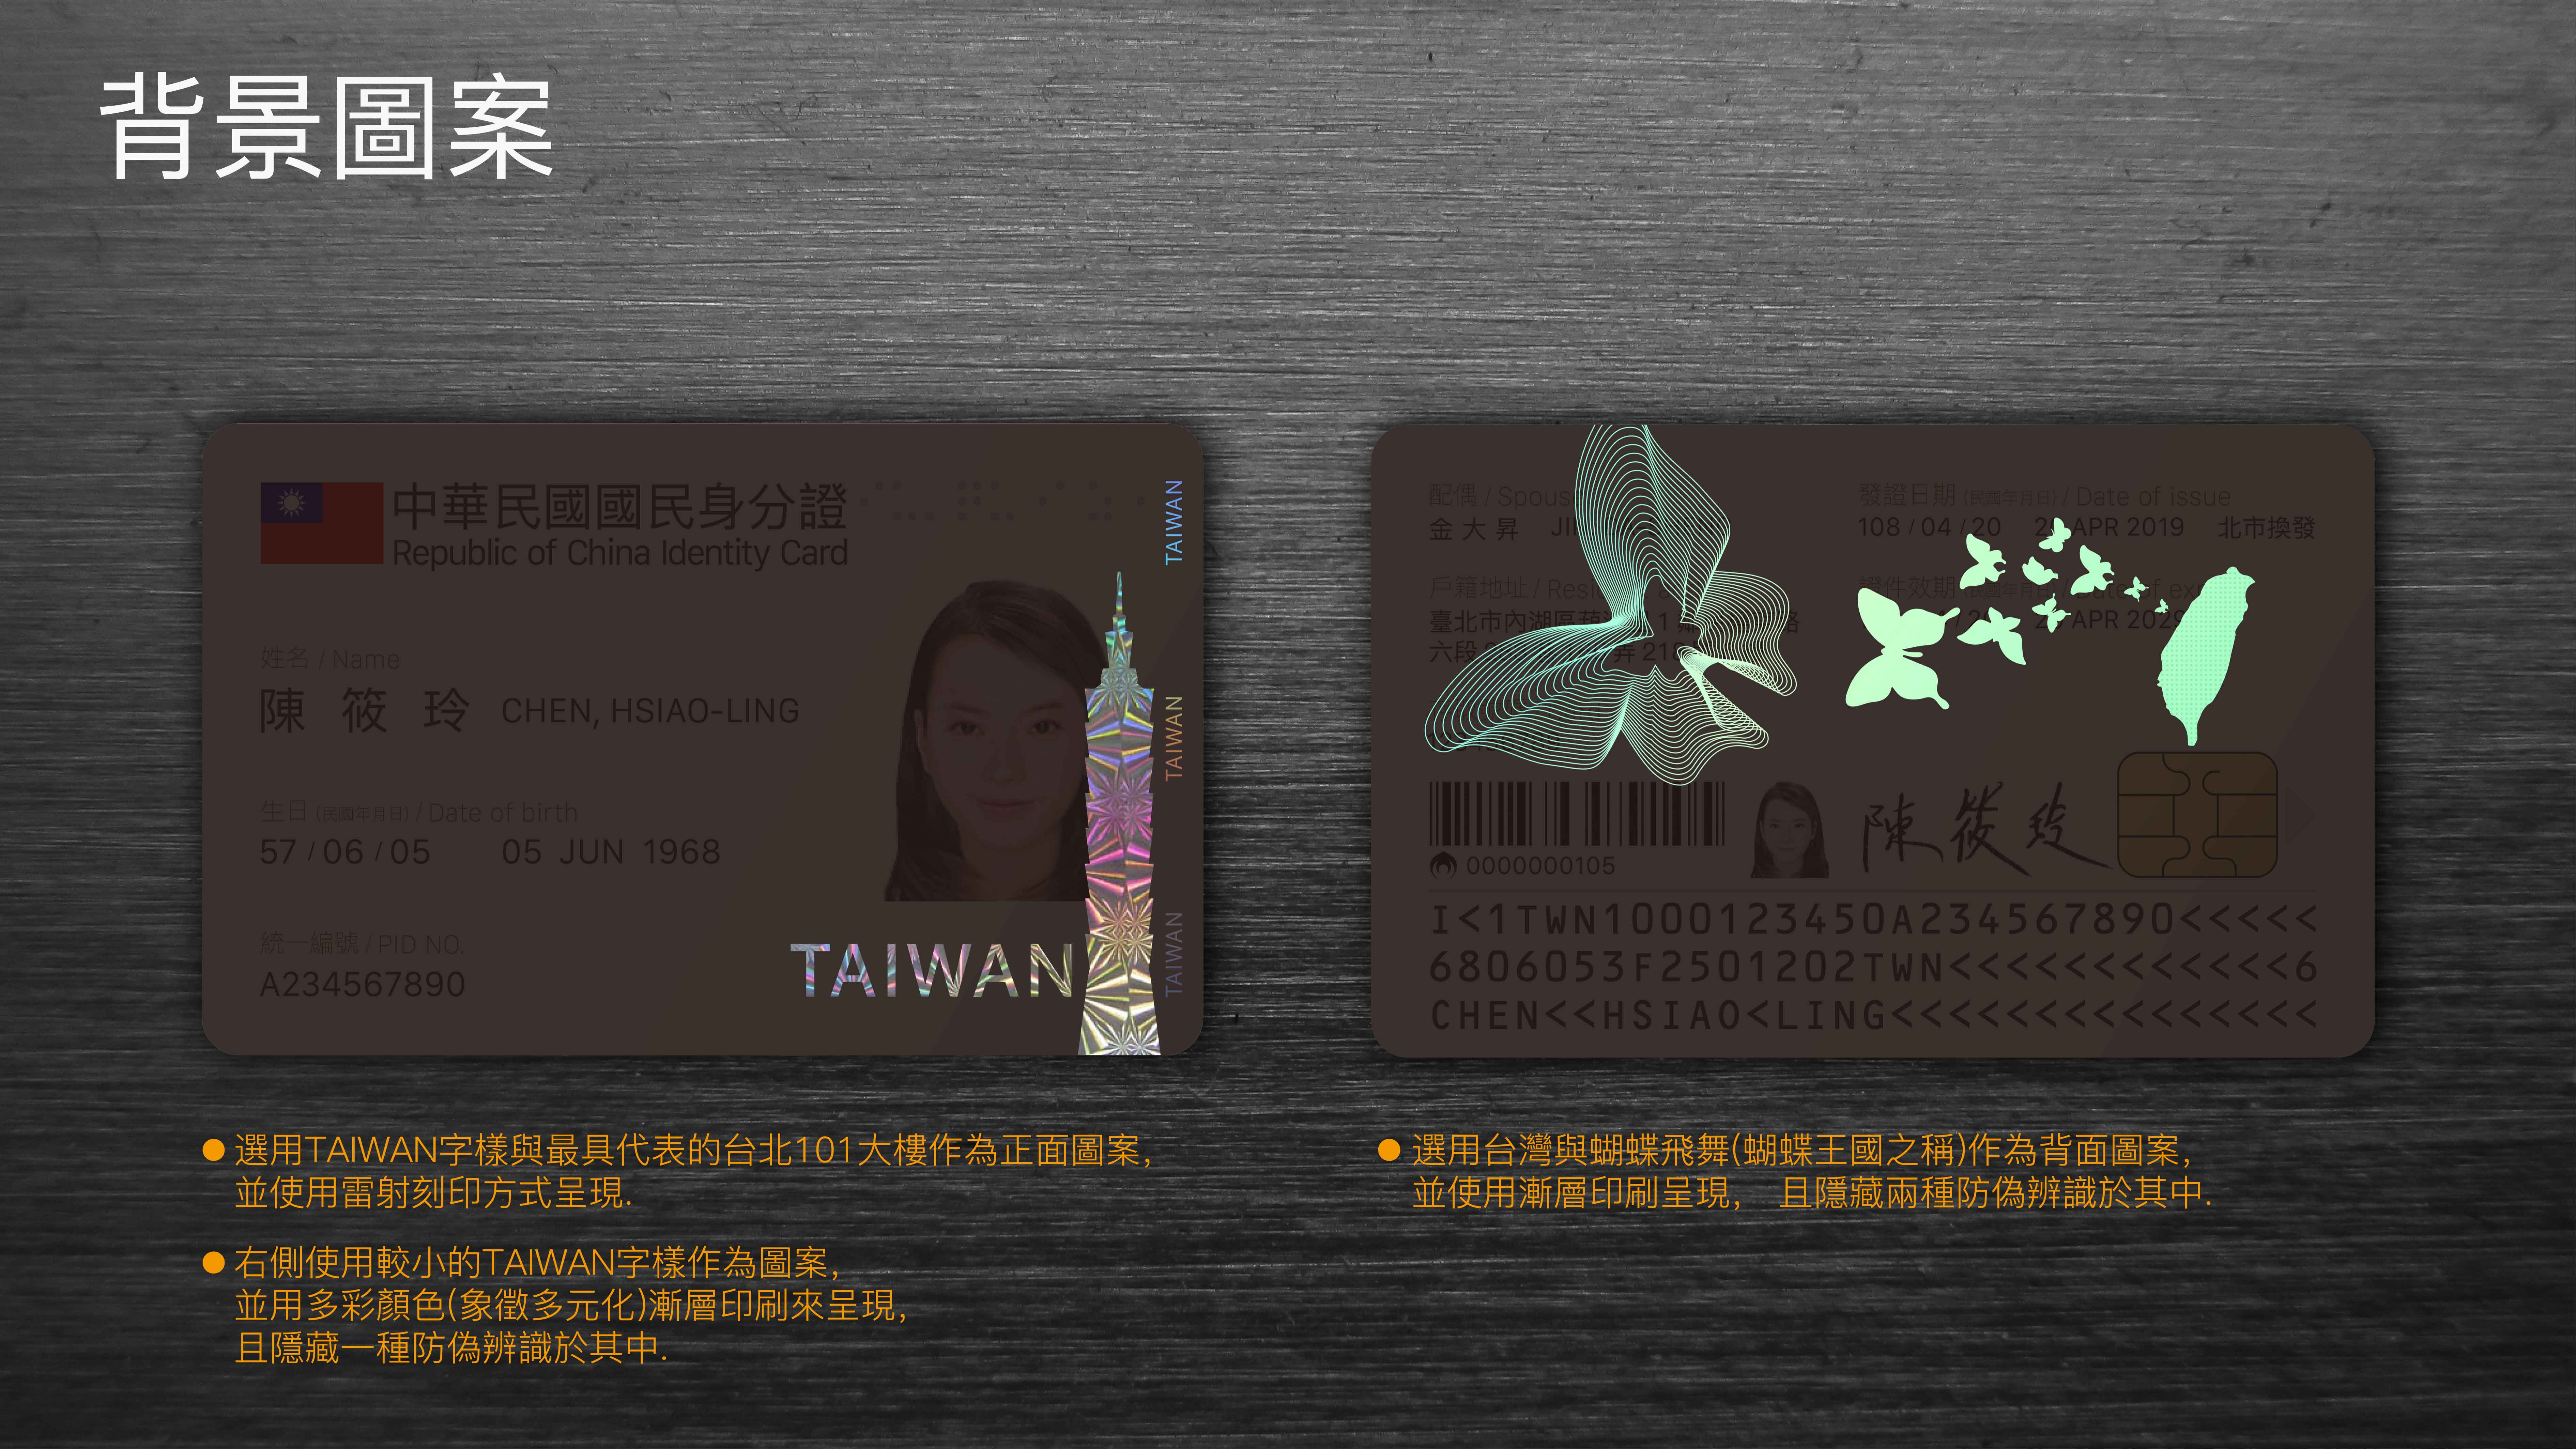 背景圖案
中華民國國民身分證
Republic of China Identity Card
姓名 / Name
陳 筱 玲 CHEN, HSIAO-LING
生日 (民國年月日) / Date of birth
57 / 06 / 05 05 JUN 1968
統一編號 / PID NO.
A234567890
TAIWAN
TAIWAN
TAIWAN
TAIWAN
配偶 / Spous
金 大 昇
發證日期 (民國年月日) / Date of issue
108 / 04 / 20 APR 2019 北市換發
戶籍地址 / Resi
臺北市內湖區 1 路
六段 弄
證件效期
APR 2029
0000000105
陳筱玲
I<1TWN1000123450A234567890<<<<<
6806053F2501202TWN<<<<<<<<<<<<6
CHEN<<HSIAO<LING<<<<<<<<<<<<<<<
● 選用TAIWAN字樣與最具代表的台北101大樓作為正面圖案,
並使用雷射刻印方式呈現.
● 右側使用較小的TAIWAN字樣作為圖案,
並用多彩顏色(象徵多元化)漸層印刷來呈現,
且隱藏一種防偽辨識於其中.
● 選用台灣與蝴蝶飛舞(蝴蝶王國之稱)作為背面圖案,
並使用漸層印刷呈現, 且隱藏兩種防偽辨識於其中.